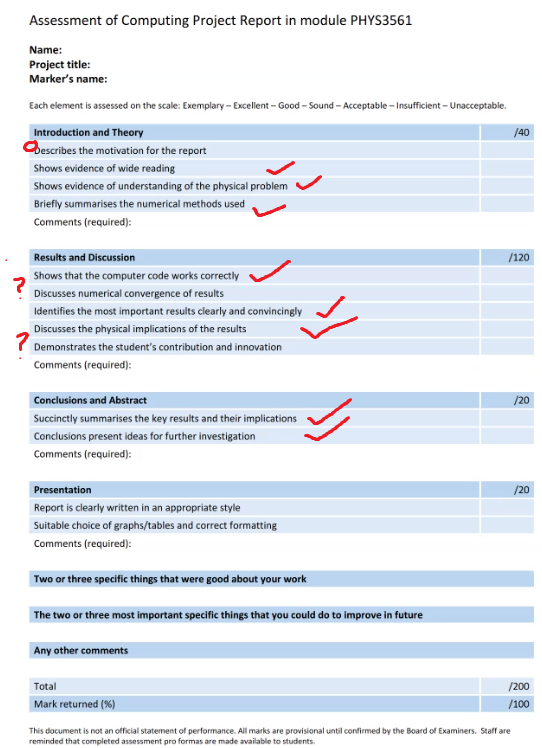 Assessment of Computing Project Report in module PHYS3561
Name:
Project title:
Marker's name:
Each element is assessed on the scale: Exemplary – Excellent – Good – Sound – Acceptable – Insufficient – Unacceptable.
Introduction and Theory /40
Describes the motivation for the report
Shows evidence of wide reading
Shows evidence of understanding of the physical problem
Briefly summarises the numerical methods used
Comments (required):
Results and Discussion /120
Shows that the computer code works correctly
? Discusses numerical convergence of results
Identifies the most important results clearly and convincingly
Discusses the physical implications of the results
? Demonstrates the student's contribution and innovation
Comments (required):
Conclusions and Abstract /20
Succinctly summarises the key results and their implications
Conclusions present ideas for further investigation
Comments (required):
Presentation /20
Report is clearly written in an appropriate style
Suitable choice of graphs/tables and correct formatting
Comments (required):
Two or three specific things that were good about your work
The two or three most important specific things that you could do to improve in future
Any other comments
Total /200
Mark returned (%) /100
This document is not an official statement of performance. All marks are provisional until confirmed by the Board of Examiners. Staff are
reminded that completed assessment pro formas are made available to students.